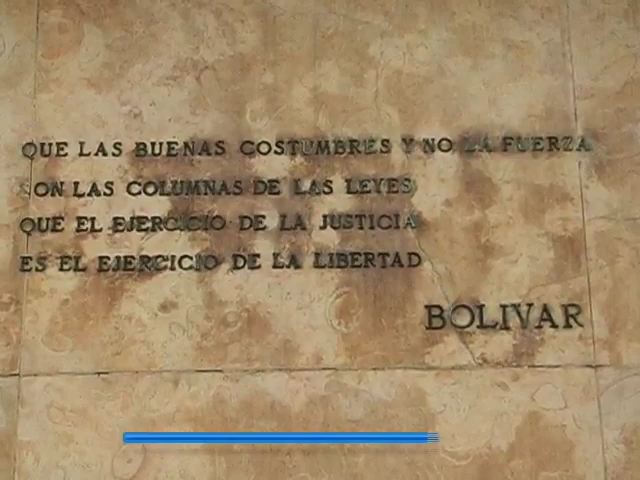 QUE LAS BUENAS COSTUMBRES Y NO LA FUERZA
SON LAS COLUMNAS DE LAS LEYES
QUE EL EJERCICIO DE LA JUSTICIA
ES EL EJERCICIO DE LA LIBERTAD
BOLIVAR